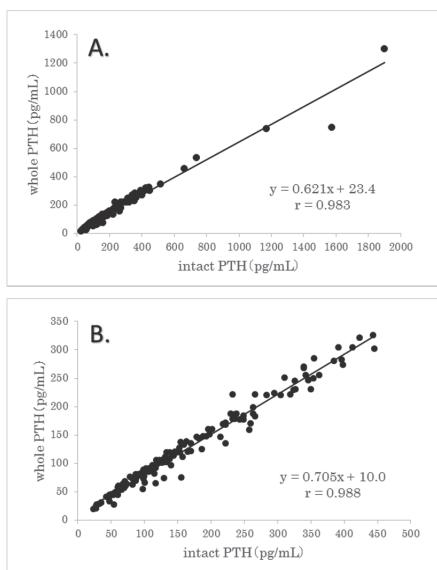 A.
whole PTH (pg/mL)
1400
1200
1000
800
600
400
200
0
y = 0.621x + 23.4
r = 0.983
0 200 400 600 800 1000 1200 1400 1600 1800 2000
intact PTH (pg/mL)
B.
whole PTH (pg/mL)
350
300
250
200
150
100
50
0
y = 0.705x + 10.0
r = 0.988
0 50 100 150 200 250 300 350 400 450 500
intact PTH (pg/mL)